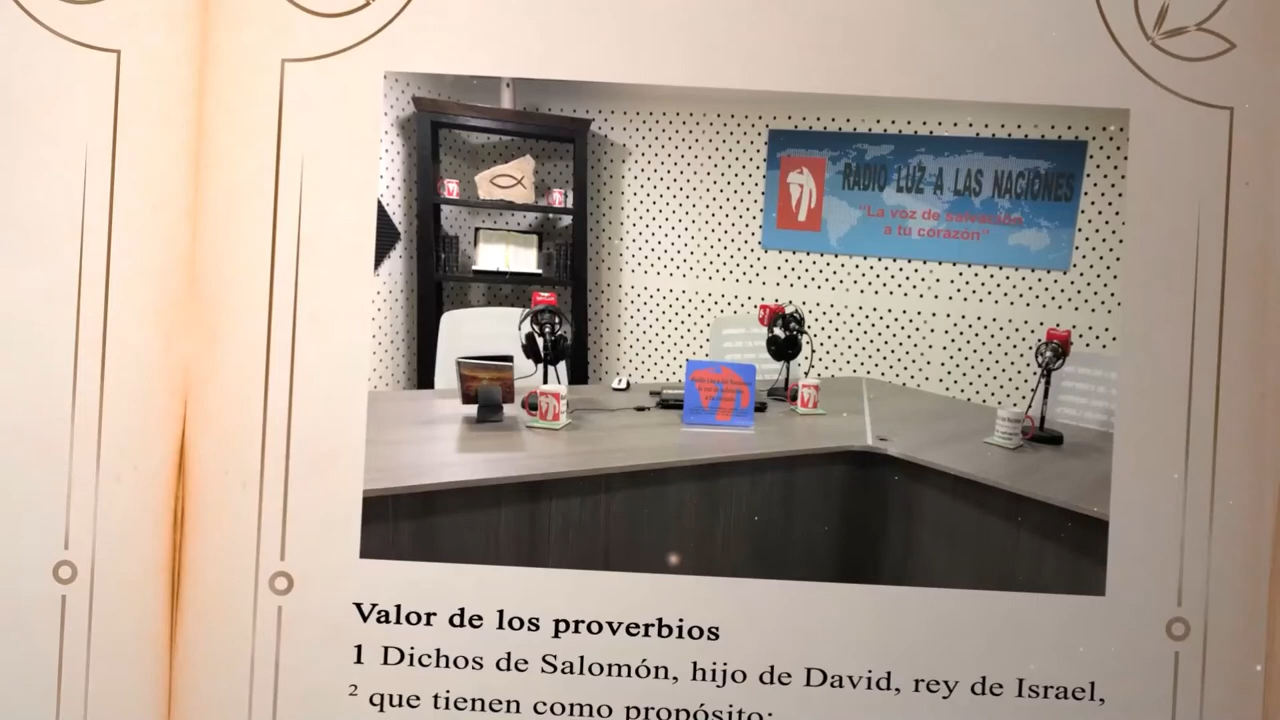 RADIO LUZ A LAS NACIONES
"La voz de salvación
a tu corazón"
Valor de los proverbios
1 Dichos de Salomón, hijo de David, rey de Israel,
2 que tienen como propósito: